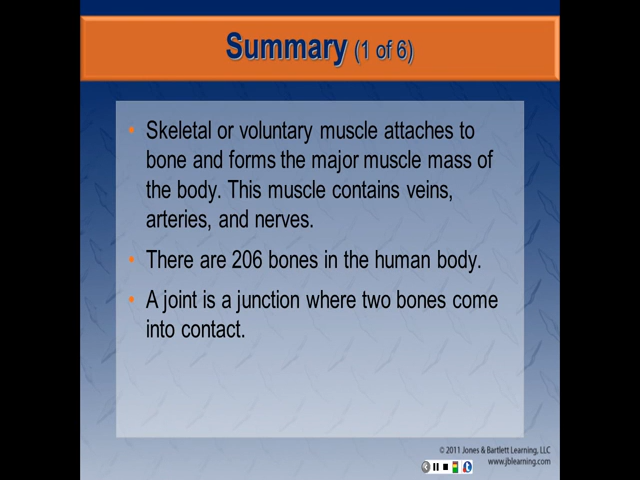 Summary (1 of 6)
• Skeletal or voluntary muscle attaches to
bone and forms the major muscle mass of
the body. This muscle contains veins,
arteries, and nerves.
• There are 206 bones in the human body.
• A joint is a junction where two bones come
into contact.
© 2011 Jones & Bartlett Learning, LLC
www.jblearning.com